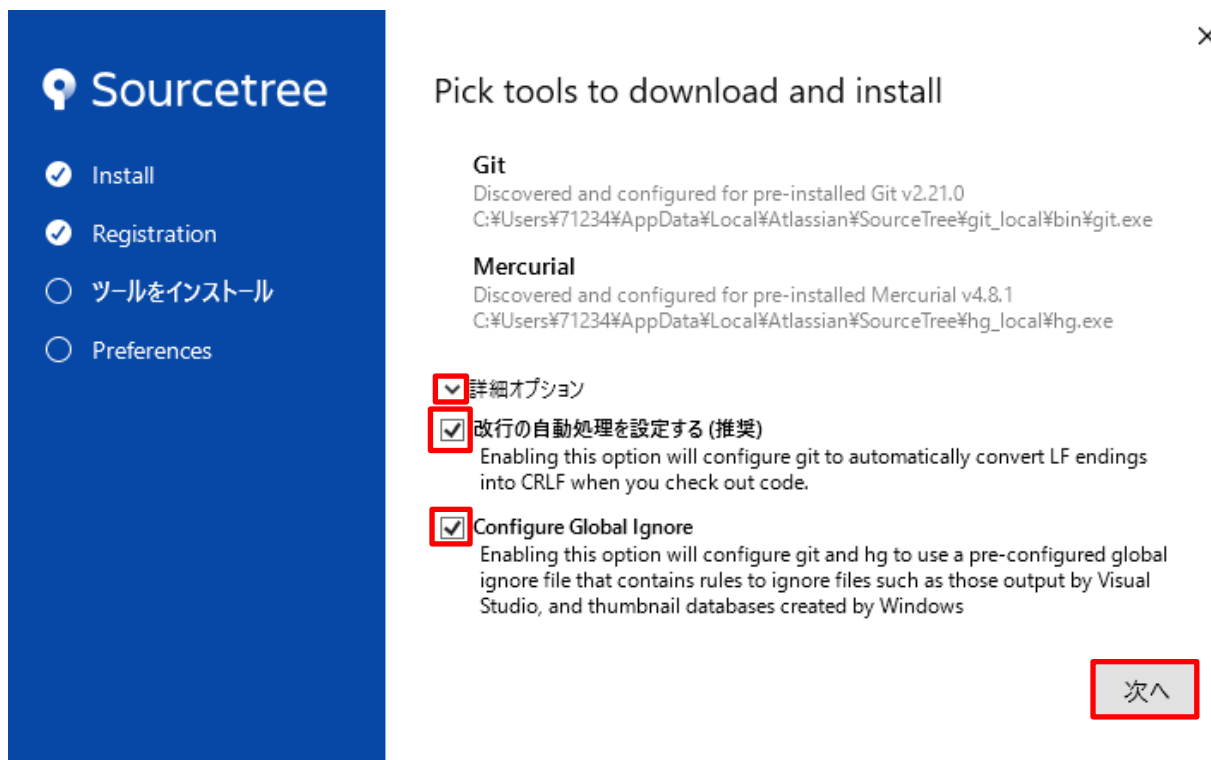 Sourcetree
Install
Registration
ツールをインストール
Preferences
Pick tools to download and install
Git
Discovered and configured for pre-installed Git v2.21.0
C:¥Users¥71234¥AppData¥Local¥Atlassian¥SourceTree¥git_local¥bin¥git.exe
Mercurial
Discovered and configured for pre-installed Mercurial v4.8.1
C:¥Users¥71234¥AppData¥Local¥Atlassian¥SourceTree¥hg_local¥hg.exe
詳細オプション
改行の自動処理を設定する (推奨)
Enabling this option will configure git to automatically convert LF endings
into CRLF when you check out code.
Configure Global Ignore
Enabling this option will configure git and hg to use a pre-configured global
ignore file that contains rules to ignore files such as those output by Visual
Studio, and thumbnail databases created by Windows
次へ